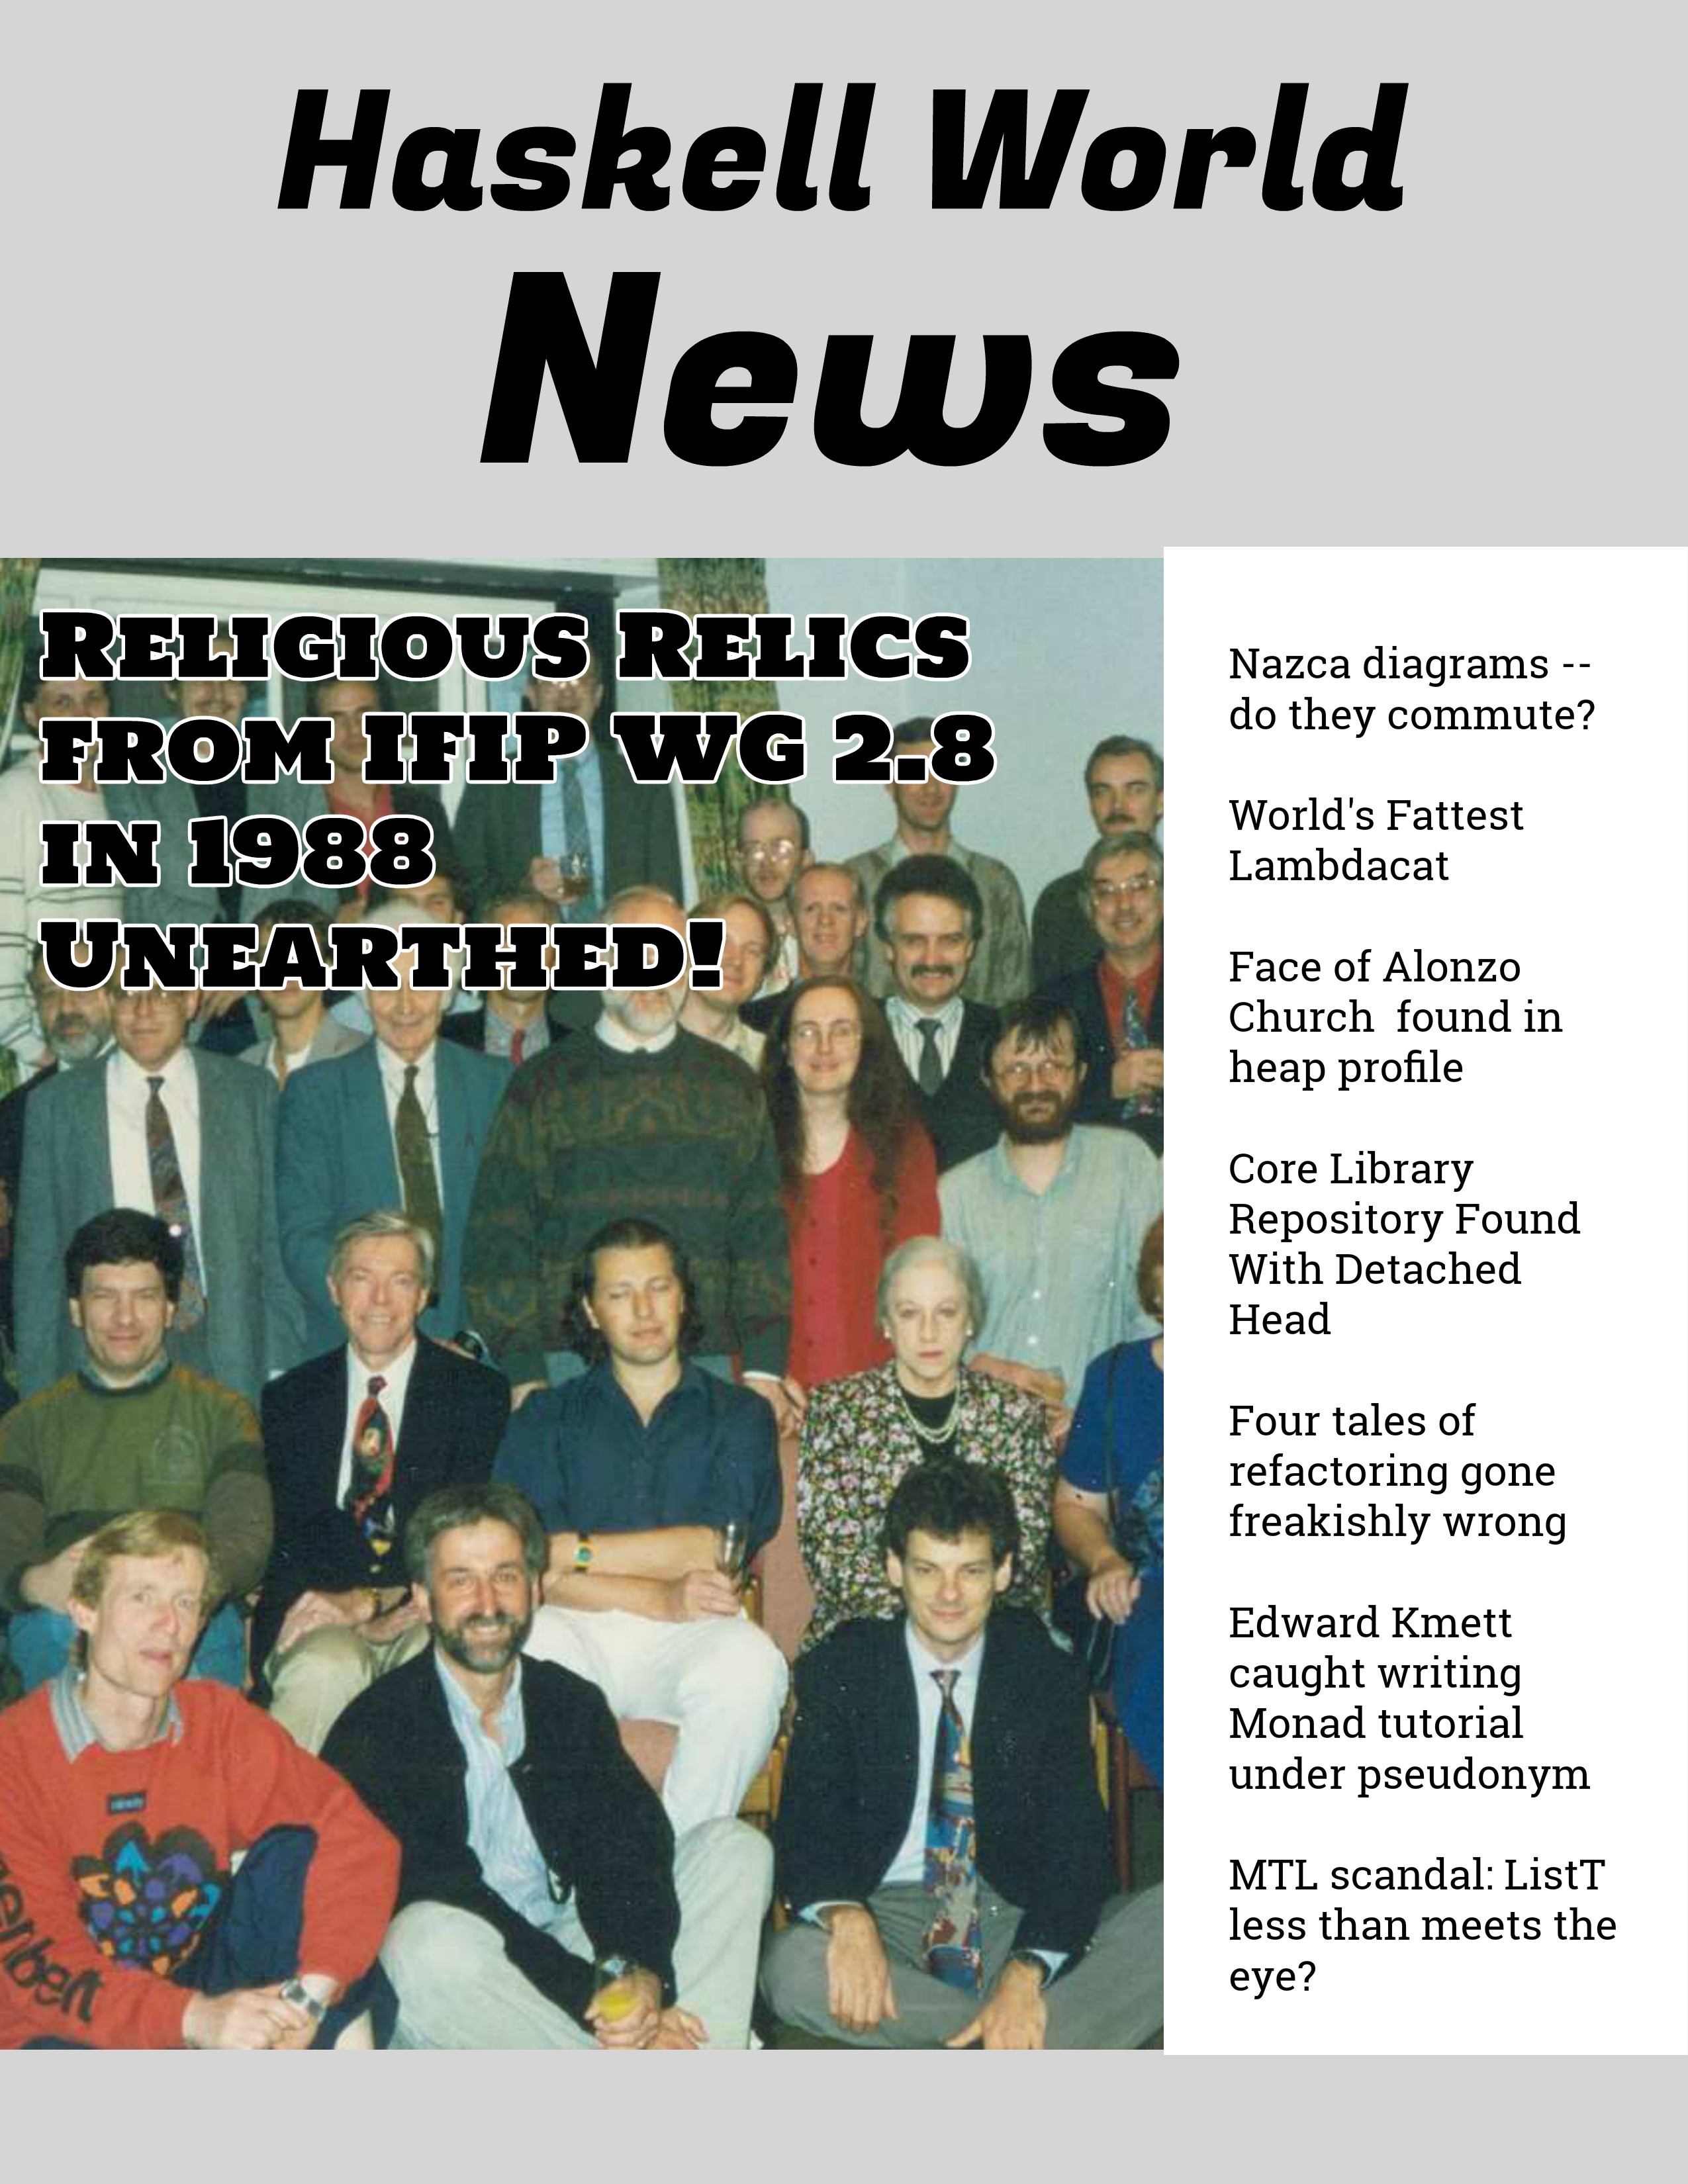 Haskell World
News
Religious Relics
from IFIP WG 2.8
in 1988
Unearthed!
Nazca diagrams --
do they commute?
World's Fattest
Lambdacat
Face of Alonzo
Church  found in
heap profile
Core Library
Repository Found
With Detached
Head
Four tales of
refactoring gone
freakishly wrong
Edward Kmett
caught writing
Monad tutorial
under pseudonym
MTL scandal: ListT
less than meets the
eye?